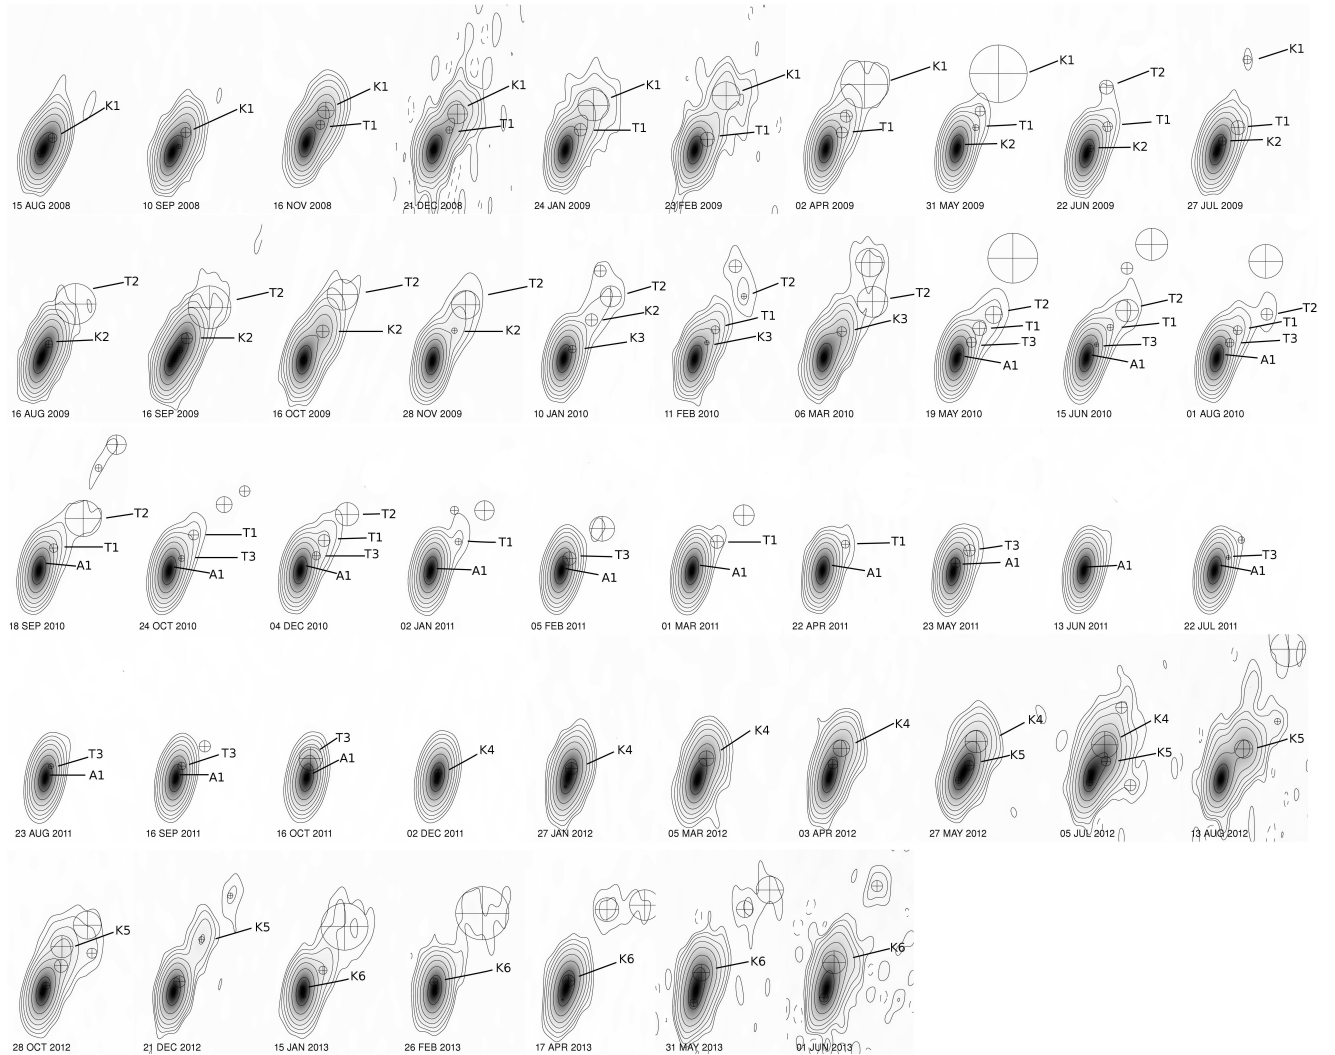 K1
15 AUG 2008
K1
10 SEP 2008
K1
T1
16 NOV 2008
K1
T1
21 DEC 2008
K1
T1
24 JAN 2009
K1
T1
23 FEB 2009
K1
T1
02 APR 2009
K1
T1
K2
31 MAY 2009
T2
T1
K2
22 JUN 2009
K1
T1
K2
27 JUL 2009
T2
K2
16 AUG 2009
T2
K2
16 SEP 2009
T2
K2
16 OCT 2009
T2
K2
28 NOV 2009
T2
K2
K3
10 JAN 2010
T2
T1
K3
11 FEB 2010
T2
K3
06 MAR 2010
T2
T1
T3
A1
19 MAY 2010
T2
T1
T3
A1
15 JUN 2010
T2
T1
T3
A1
01 AUG 2010
T2
T1
A1
18 SEP 2010
T1
T3
A1
24 OCT 2010
T2
T1
T3
A1
04 DEC 2010
T1
A1
02 JAN 2011
T3
A1
05 FEB 2011
T1
A1
01 MAR 2011
T1
A1
22 APR 2011
T3
A1
23 MAY 2011
A1
13 JUN 2011
T3
A1
22 JUL 2011
T3
A1
23 AUG 2011
T3
A1
16 SEP 2011
T3
A1
16 OCT 2011
K4
02 DEC 2011
K4
27 JAN 2012
K4
05 MAR 2012
K4
03 APR 2012
K4
K5
27 MAY 2012
K4
K5
05 JUL 2012
K5
13 AUG 2012
K5
28 OCT 2012
K5
21 DEC 2012
K6
15 JAN 2013
K6
26 FEB 2013
K6
17 APR 2013
K6
31 MAY 2013
K6
01 JUN 2013